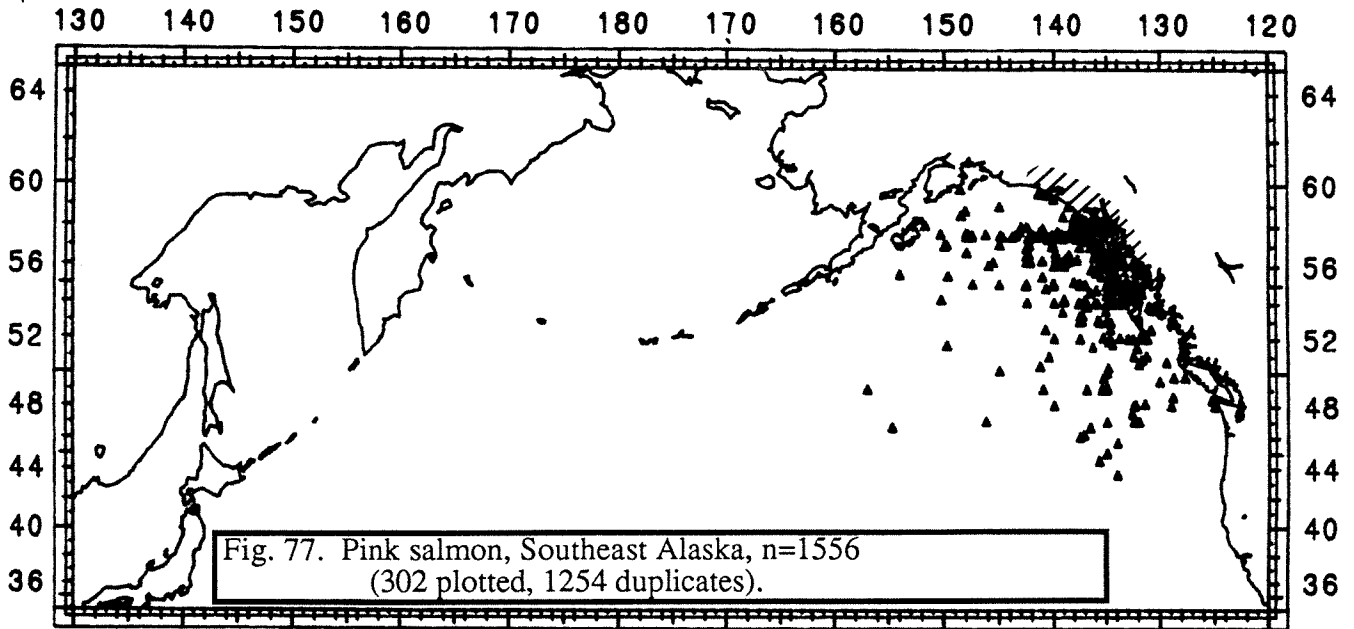 130 140 150 160 170 180 170 160 150 140 130 120
64 64
60 60
56 56
52 52
48 48
44 44
40 40
36 36
Fig. 77. Pink salmon, Southeast Alaska, n=1556
(302 plotted, 1254 duplicates).